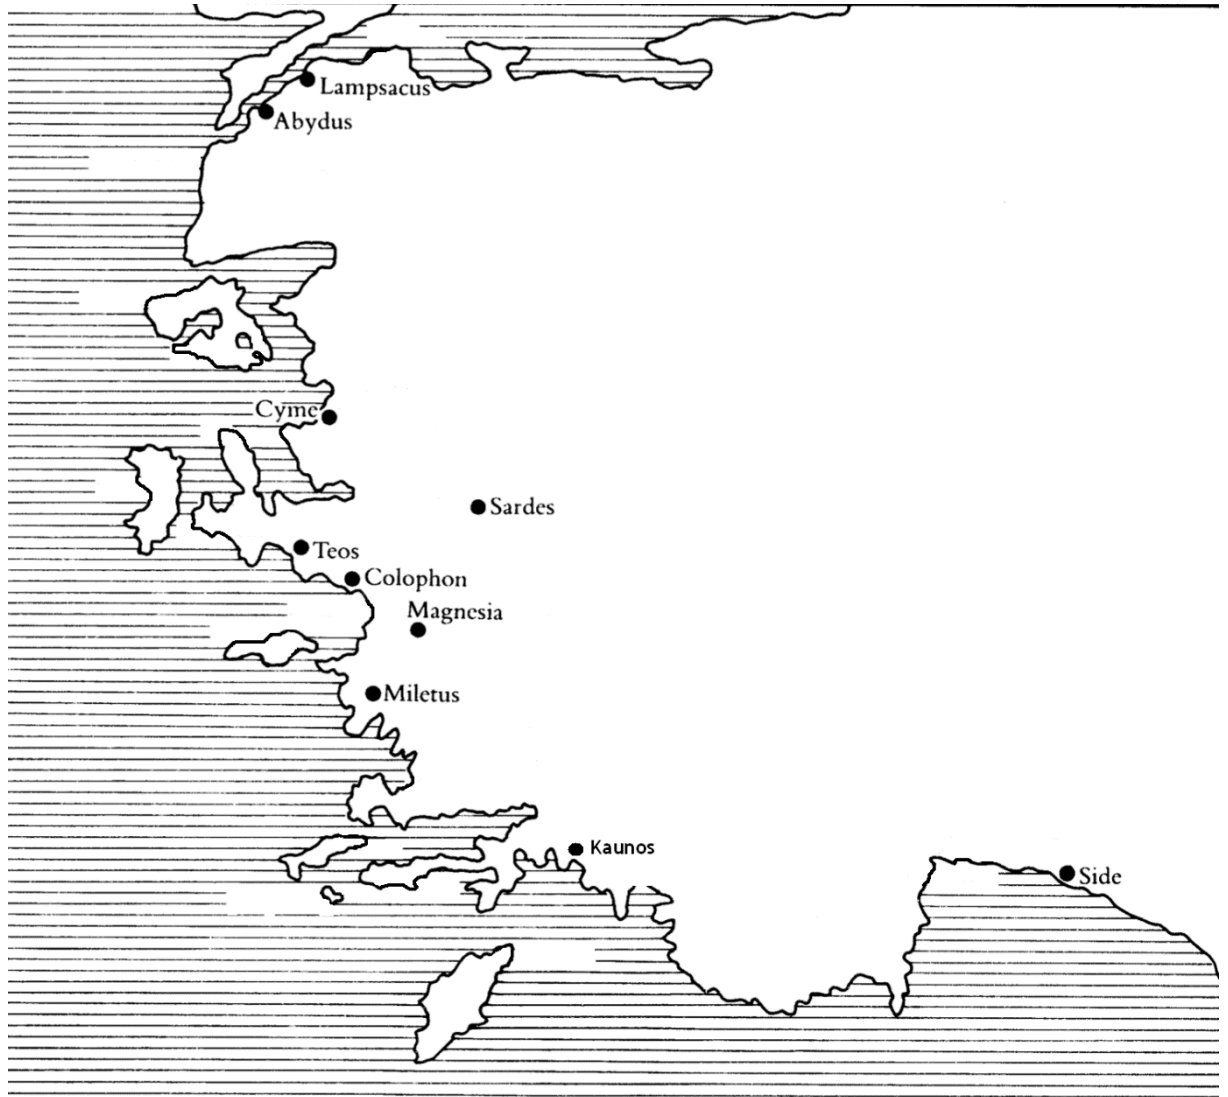 Lampsacus
Abydus
Cyme
Sardes
Teos
Colophon
Magnesia
Miletus
Kaunos
Side